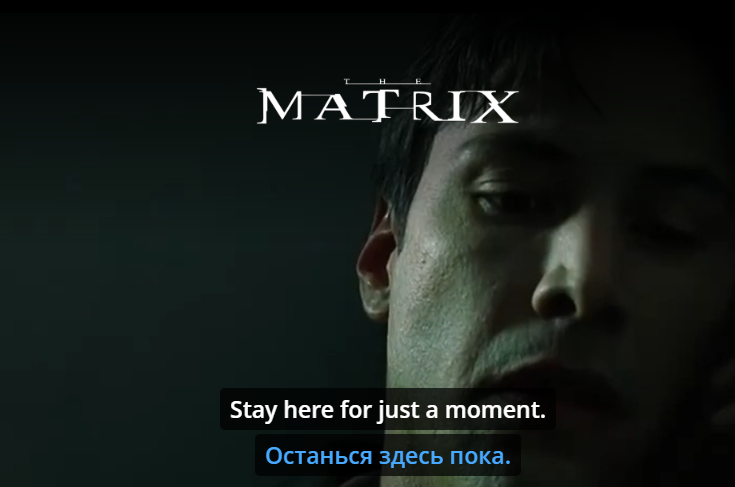 THE
MATRIX
Stay here for just a moment.
Останься здесь пока.